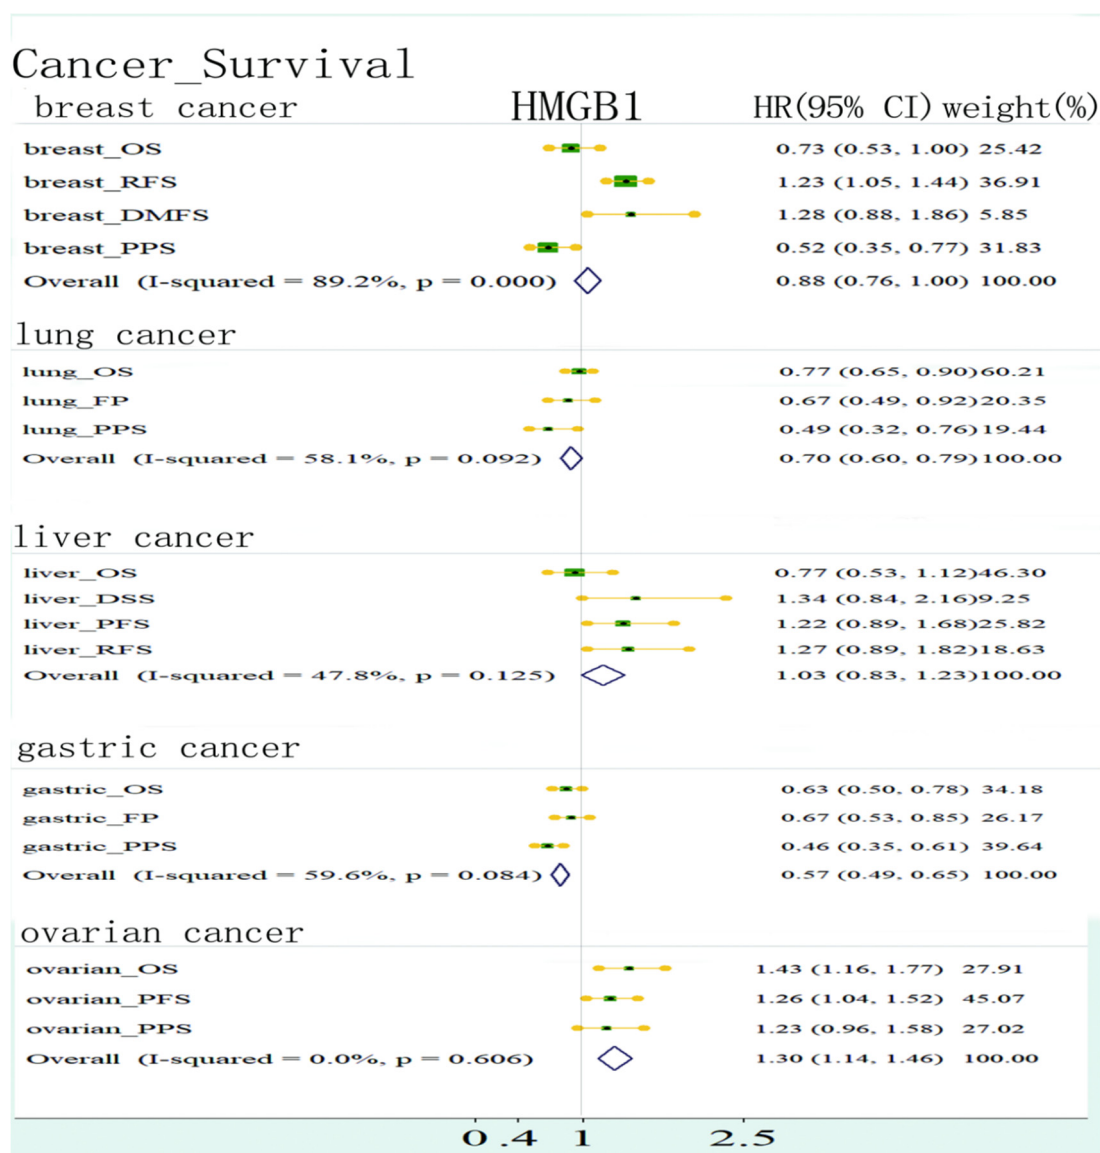 Cancer_Survival
breast cancer HMGB1 HR(95% CI) weight(%)
breast_OS 0.73 (0.53, 1.00) 25.42
breast_RFS 1.23 (1.05, 1.44) 36.91
breast_DMFS 1.28 (0.88, 1.86) 5.85
breast_PPS 0.52 (0.35, 0.77) 31.83
Overall (I-squared = 89.2%, p = 0.000) 0.88 (0.76, 1.00) 100.00
lung cancer
lung_OS 0.77 (0.65, 0.90)60.21
lung_FP 0.67 (0.49, 0.92)20.35
lung_PPS 0.49 (0.32, 0.76)19.44
Overall (I-squared = 58.1%, p = 0.092) 0.70 (0.60, 0.79)100.00
liver cancer
liver_OS 0.77 (0.53, 1.12)46.30
liver_DSS 1.34 (0.84, 2.16)9.25
liver_PFS 1.22 (0.89, 1.68)25.82
liver_RFS 1.27 (0.89, 1.82)18.63
Overall (I-squared = 47.8%, p = 0.125) 1.03 (0.83, 1.23)100.00
gastric cancer
gastric_OS 0.63 (0.50, 0.78) 34.18
gastric_FP 0.67 (0.53, 0.85) 26.17
gastric_PPS 0.46 (0.35, 0.61) 39.64
Overall (I-squared = 59.6%, p = 0.084) 0.57 (0.49, 0.65) 100.00
ovarian cancer
ovarian_OS 1.43 (1.16, 1.77) 27.91
ovarian_PFS 1.26 (1.04, 1.52) 45.07
ovarian_PPS 1.23 (0.96, 1.58) 27.02
Overall (I-squared = 0.0%, p = 0.606) 1.30 (1.14, 1.46) 100.00
0 .4 1 2.5